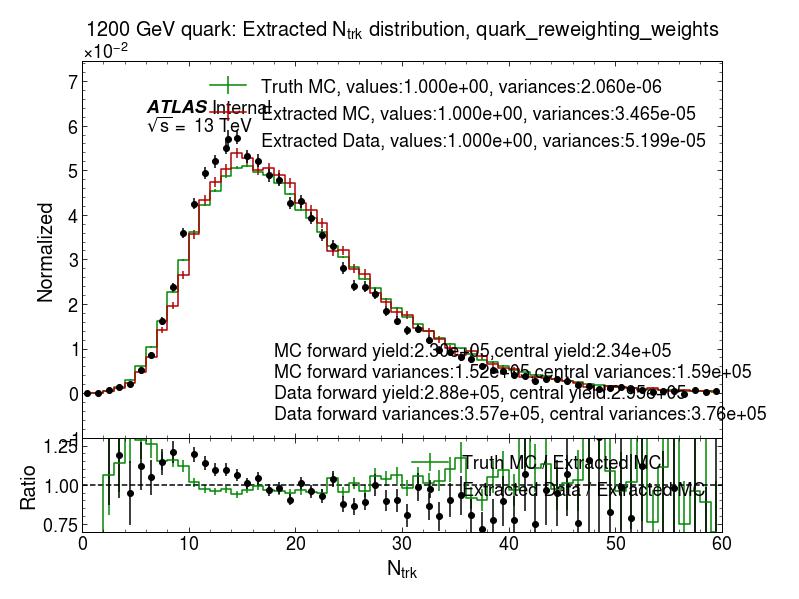 1200 GeV quark: Extracted Ntrk distribution, quark_reweighting_weights
×10−2
Truth MC, values:1.000e+00, variances:2.060e-06
ATLAS Internal
Extracted MC, values:1.000e+00, variances:3.465e-05
√s = 13 TeV
Extracted Data, values:1.000e+00, variances:5.199e-05
7
6
5
4
3
2
1
0
−1
Normalized
MC forward yield:2.30e+05,central yield:2.34e+05
MC forward variances:1.52e+05, central variances:1.59e+05
Data forward yield:2.88e+05, central yield:2.95e+05
Data forward variances:3.57e+05, central variances:3.76e+05
1.25
1.00
0.75
Ratio
Truth MC / Extracted MC
Extracted Data / Extracted MC
0 10 20 30 40 50 60
Ntrk